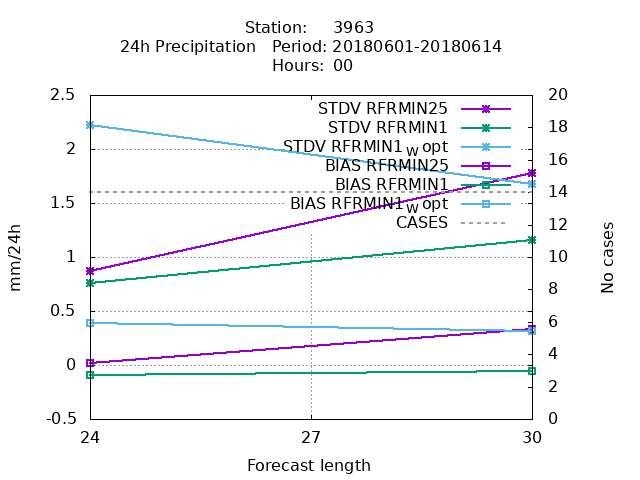 Station: 3963
24h Precipitation Period: 20180601-20180614
Hours: 00
2.5
2
1.5
1
0.5
0
-0.5
20
18
16
14
12
10
8
6
4
2
0
STDV RFRMIN25
STDV RFRMIN1
STDV RFRMIN1w opt
BIAS RFRMIN25
BIAS RFRMIN1
BIAS RFRMIN1w opt
CASES
mm/24h
No cases
24 27 30
Forecast length